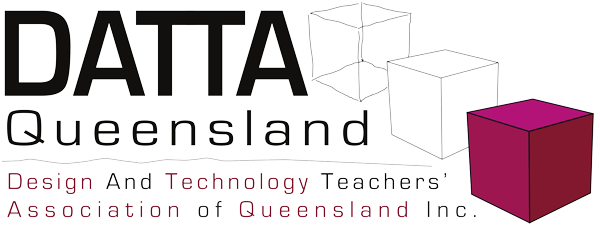 DATTA
Queensland
Design And Technology Teachers'
Association of Queensland Inc.